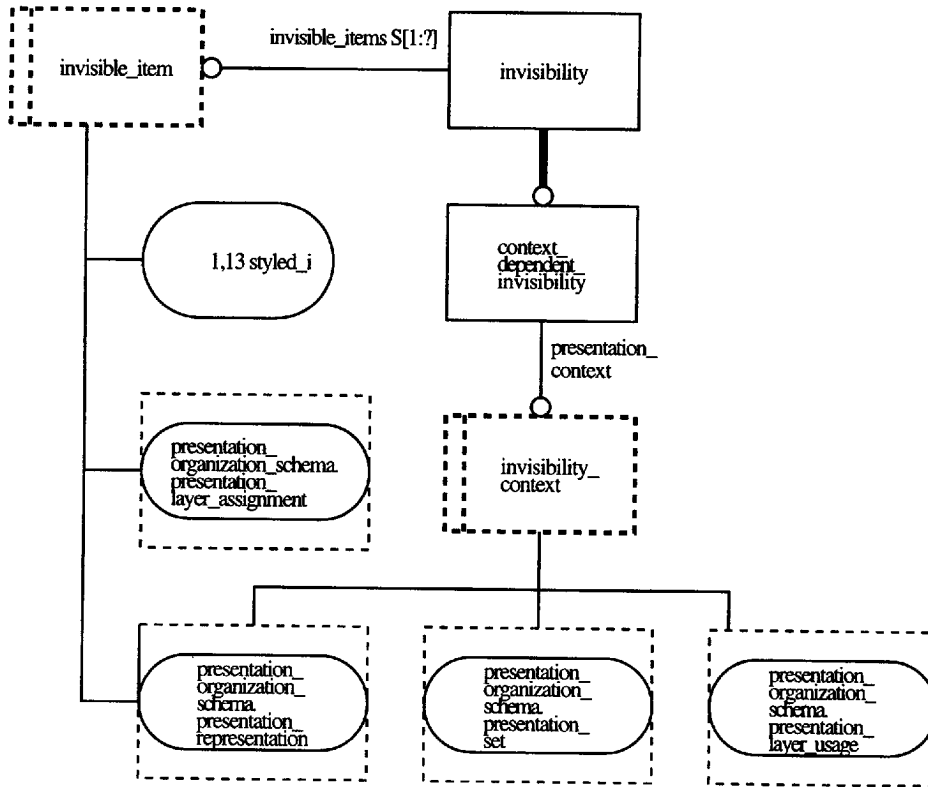 invisible_items S[1:?]
invisible_item
invisibility
1,13 styled_i
context_
dependent_
invisibility
presentation_
context
presentation_
organization_schema.
presentation_
layer_assignment
invisibility_
context
presentation_
organization_
schema.
presentation_
representation
presentation_
organization_
schema.
presentation_
set
presentation_
organization_
schema.
presentation_
layer_usage